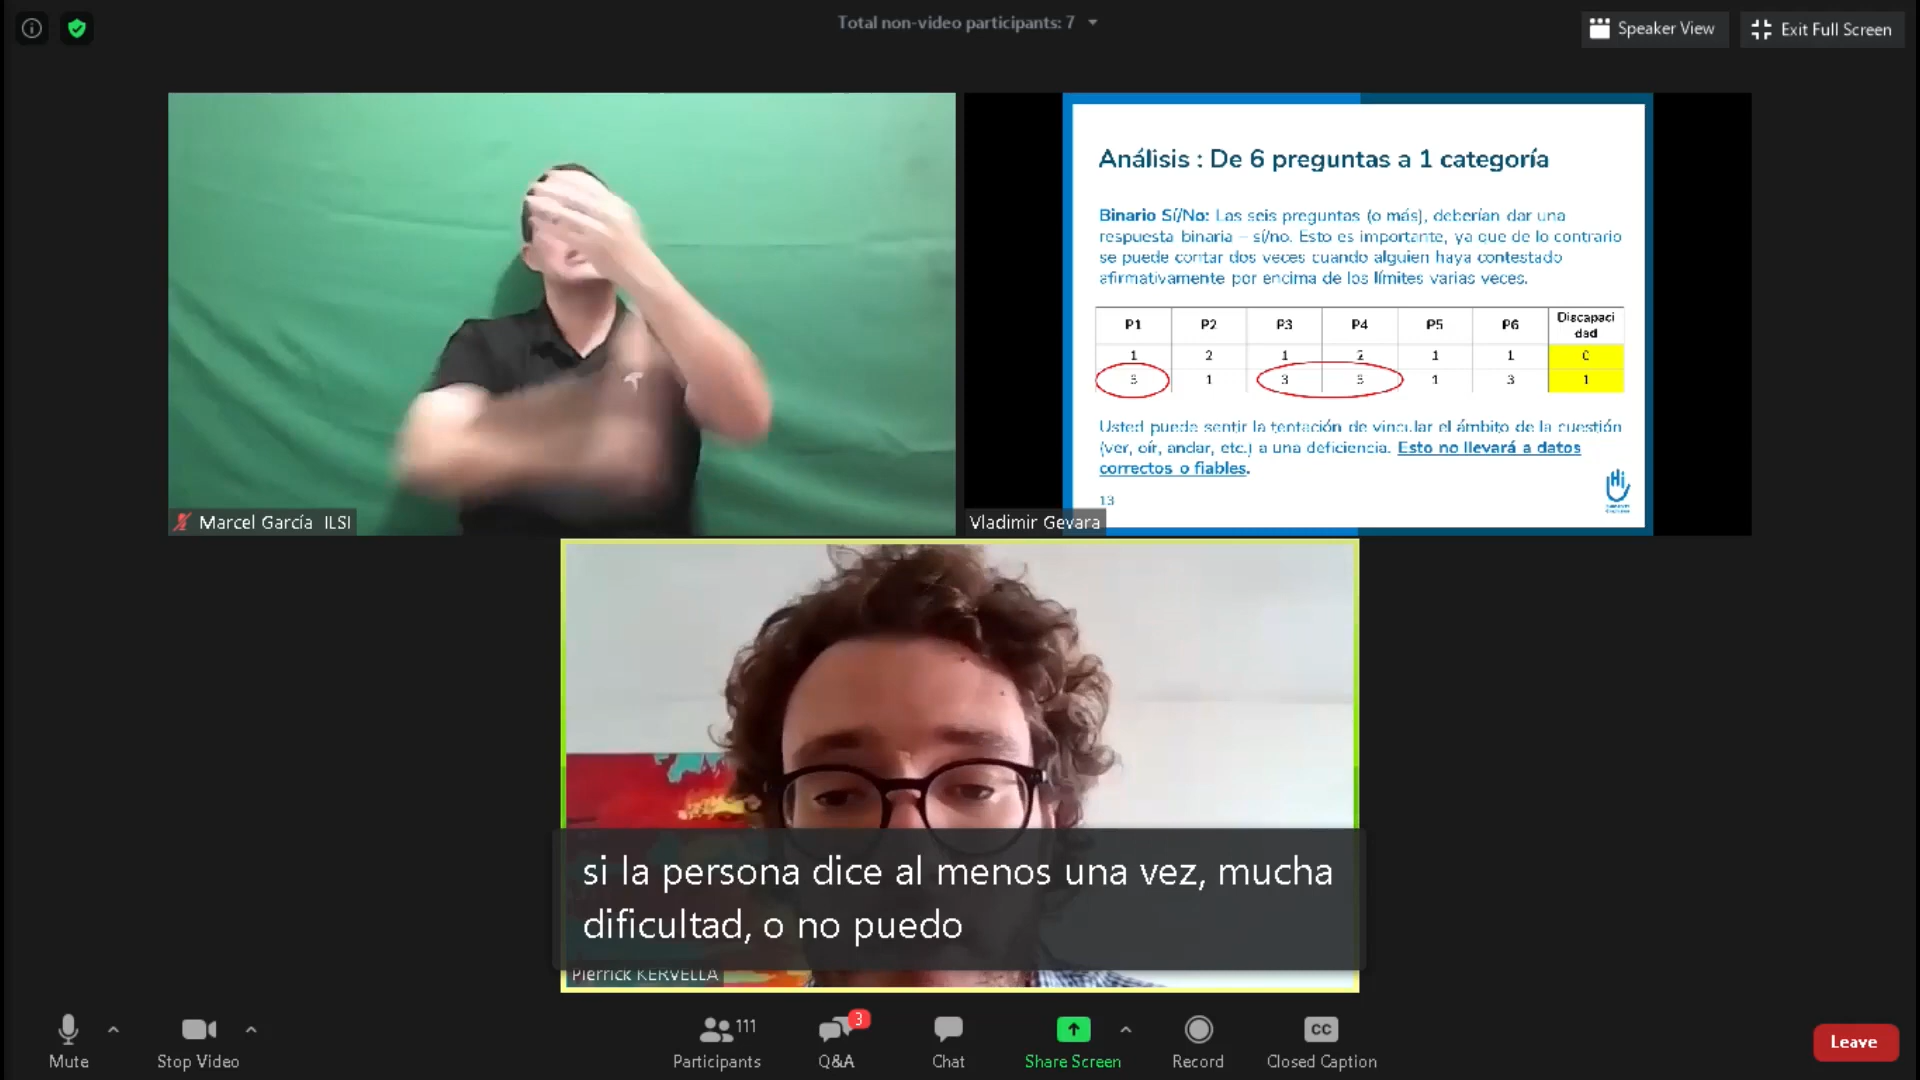 Total non-video participants: 7
Speaker View
Exit Full Screen
Análisis : De 6 preguntas a 1 categoría
Binario Sí/No: Las seis preguntas (o más), deberían dar una
respuesta binaria – sí/no. Esto es importante, ya que de lo contrario
se puede contar dos veces cuando alguien haya contestado
afirmativamente por encima de los límites varias veces.
P1 P2 P3 P4 P5 P6 Discapaci
dad
1 2 1 2 1 1 0
3 1 3 3 1 3 1
Usted puede sentir la tentación de vincular el ámbito de la cuestión
(ver, oír, andar, etc.) a una deficiencia. Esto no llevará a datos
correctos o fiables.
13
Hi
Marcel García ILSI
Vladimir Gevara
si la persona dice al menos una vez, mucha
dificultad, o no puedo
Pierrick KERVELLA
Mute
Stop Video
111
Participants
3
Q&A
Chat
Share Screen
Record
CC
Closed Caption
Leave